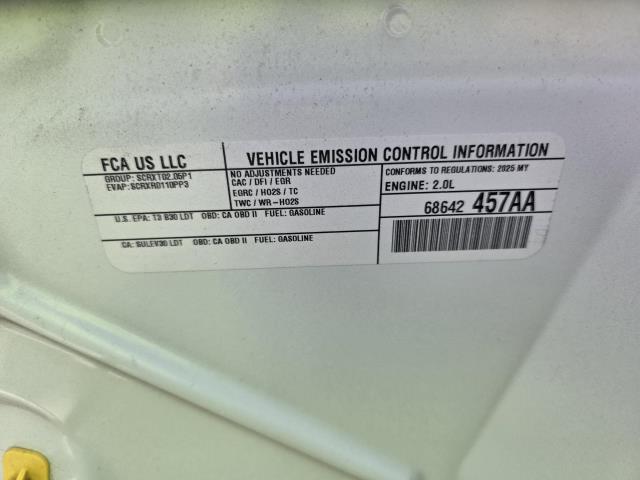 FCA US LLC
GROUP: SCRXT02.05P1
EVAP: SCRXR0110PP3
VEHICLE EMISSION CONTROL INFORMATION
NO ADJUSTMENTS NEEDED
CAC / DFI / EGR
EGRC / HO2S / TC
TWC / WR-HO2S
CONFORMS TO REGULATIONS: 2025 MY
ENGINE: 2.0L
U.S. EPA: T3 B30 LDT OBD: CA OBD II FUEL: GASOLINE
CA: SULEV30 LDT OBD: CA OBD II FUEL: GASOLINE
68642 457AA